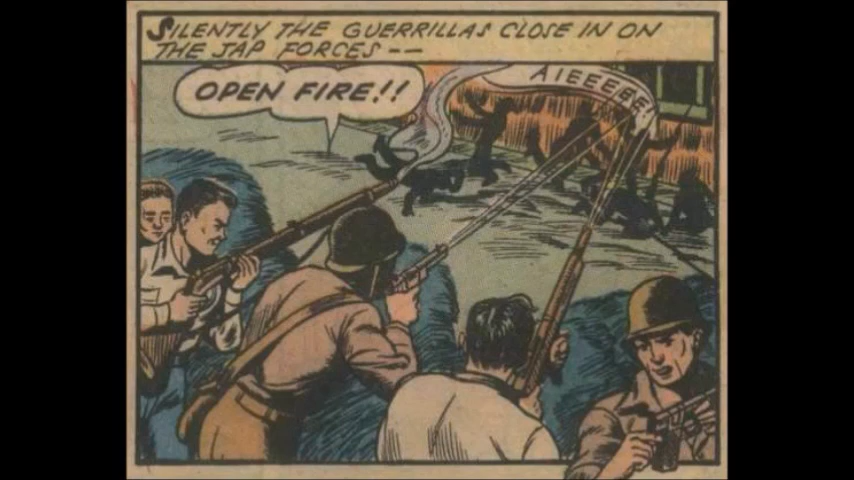 SILENTLY THE GUERRILLAS CLOSE IN ON
THE JAP FORCES --
OPEN FIRE!!
AIEEEEEE!